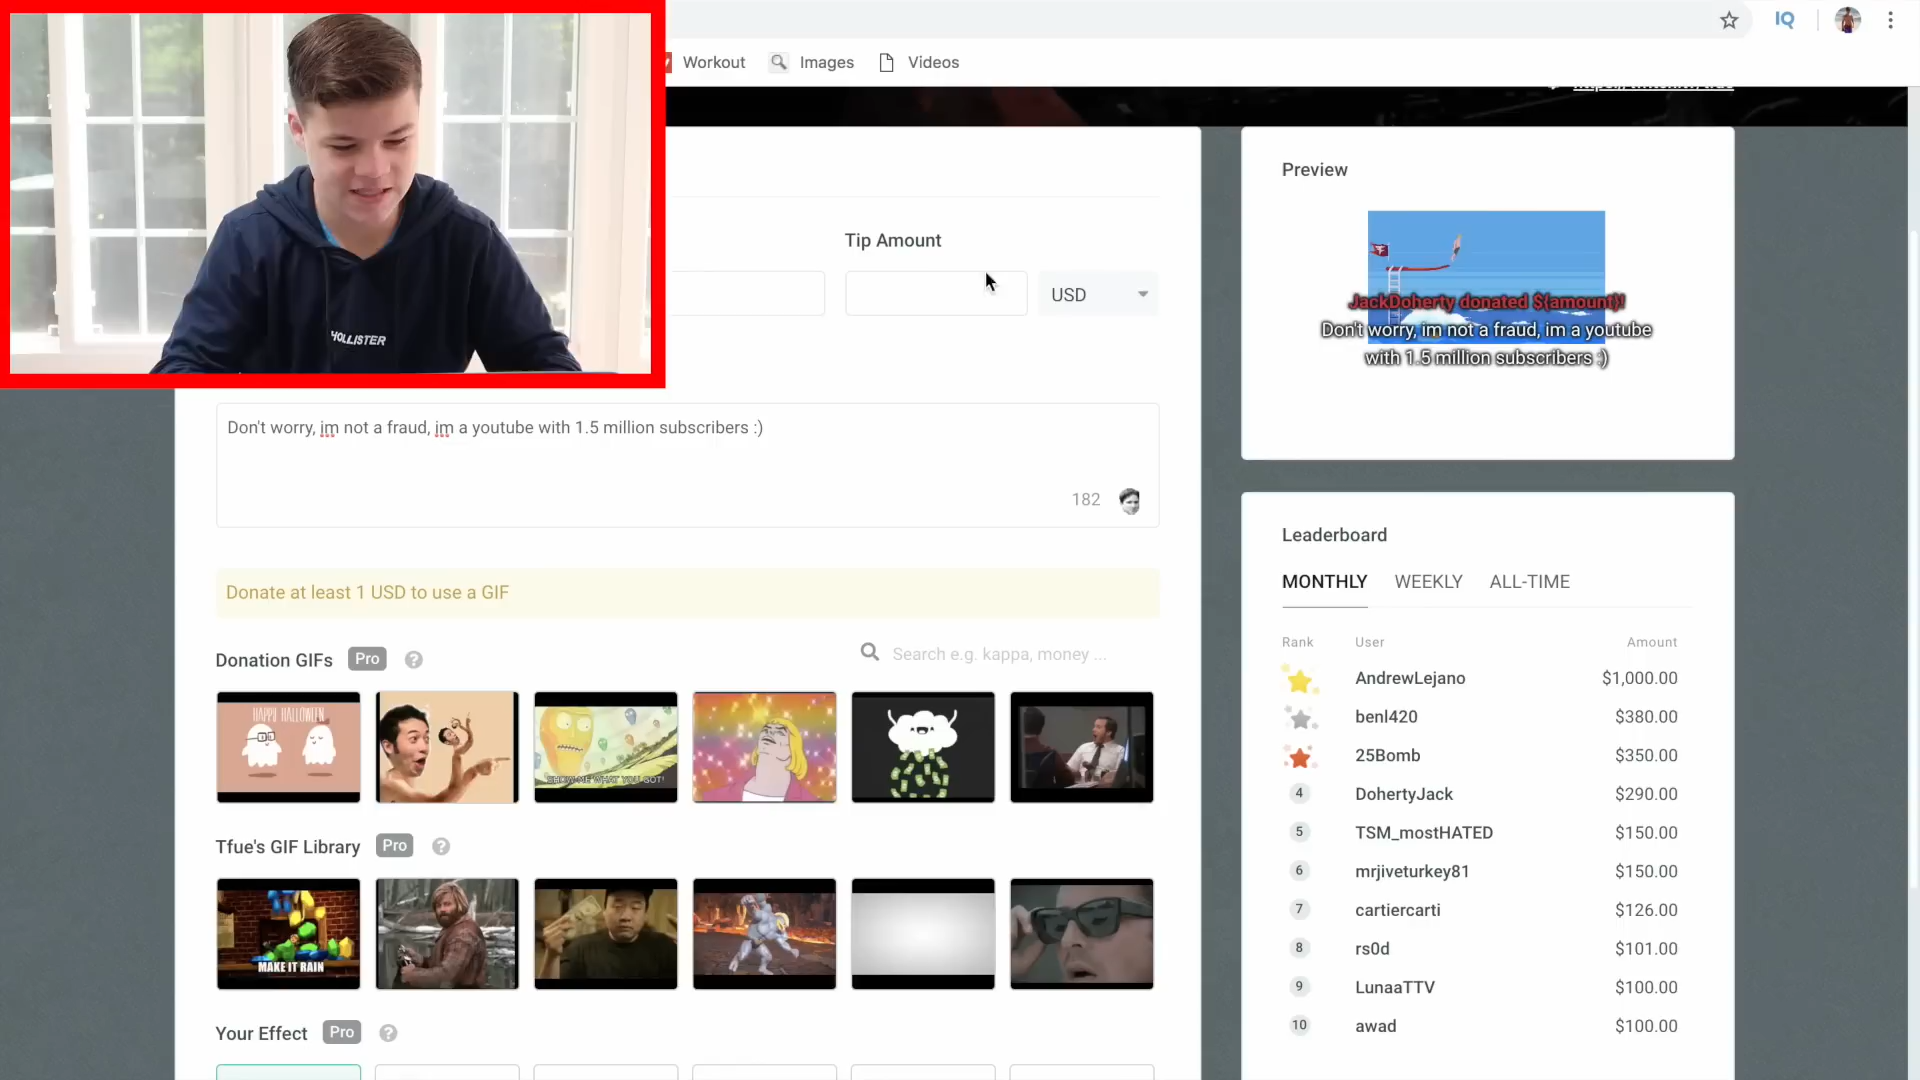 IQ
Workout
Images
Videos
Tip Amount
USD
HOLLISTER
Don't worry, im not a fraud, im a youtube with 1.5 million subscribers :)
182
Donate at least 1 USD to use a GIF
Donation GIFs Pro ?
Search e.g. kappa, money ...
HAPPY HALLOWEEN
SHOW ME WHAT YOU GOT!
Tfue's GIF Library Pro ?
MAKE IT RAIN
Your Effect Pro ?
Preview
JackDoherty donated ${amount}!
Don't worry, im not a fraud, im a youtube
with 1.5 million subscribers :)
Leaderboard
MONTHLY WEEKLY ALL-TIME
Rank User Amount
AndrewLejano $1,000.00
benl420 $380.00
25Bomb $350.00
4 DohertyJack $290.00
5 TSM_mostHATED $150.00
6 mrjiveturkey81 $150.00
7 cartiercarti $126.00
8 rs0d $101.00
9 LunaaTTV $100.00
10 awad $100.00